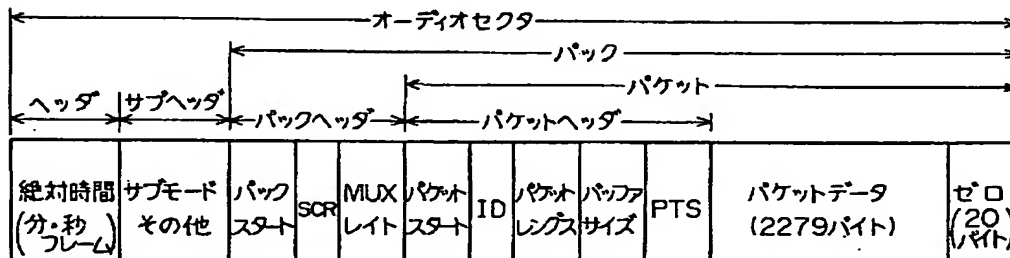 オーディオセクタ
パック
パケット
ヘッダ サブヘッダ パックヘッダ パケットヘッダ
絶対時間
(分・秒
フレーム)
サブモード
その他
パック
スタート
SCR
MUX
レイト
パケット
スタート
ID
パケット
レングス
バッファ
サイズ
PTS
パケットデータ
(2279バイト)
ゼロ
(20
バイト)